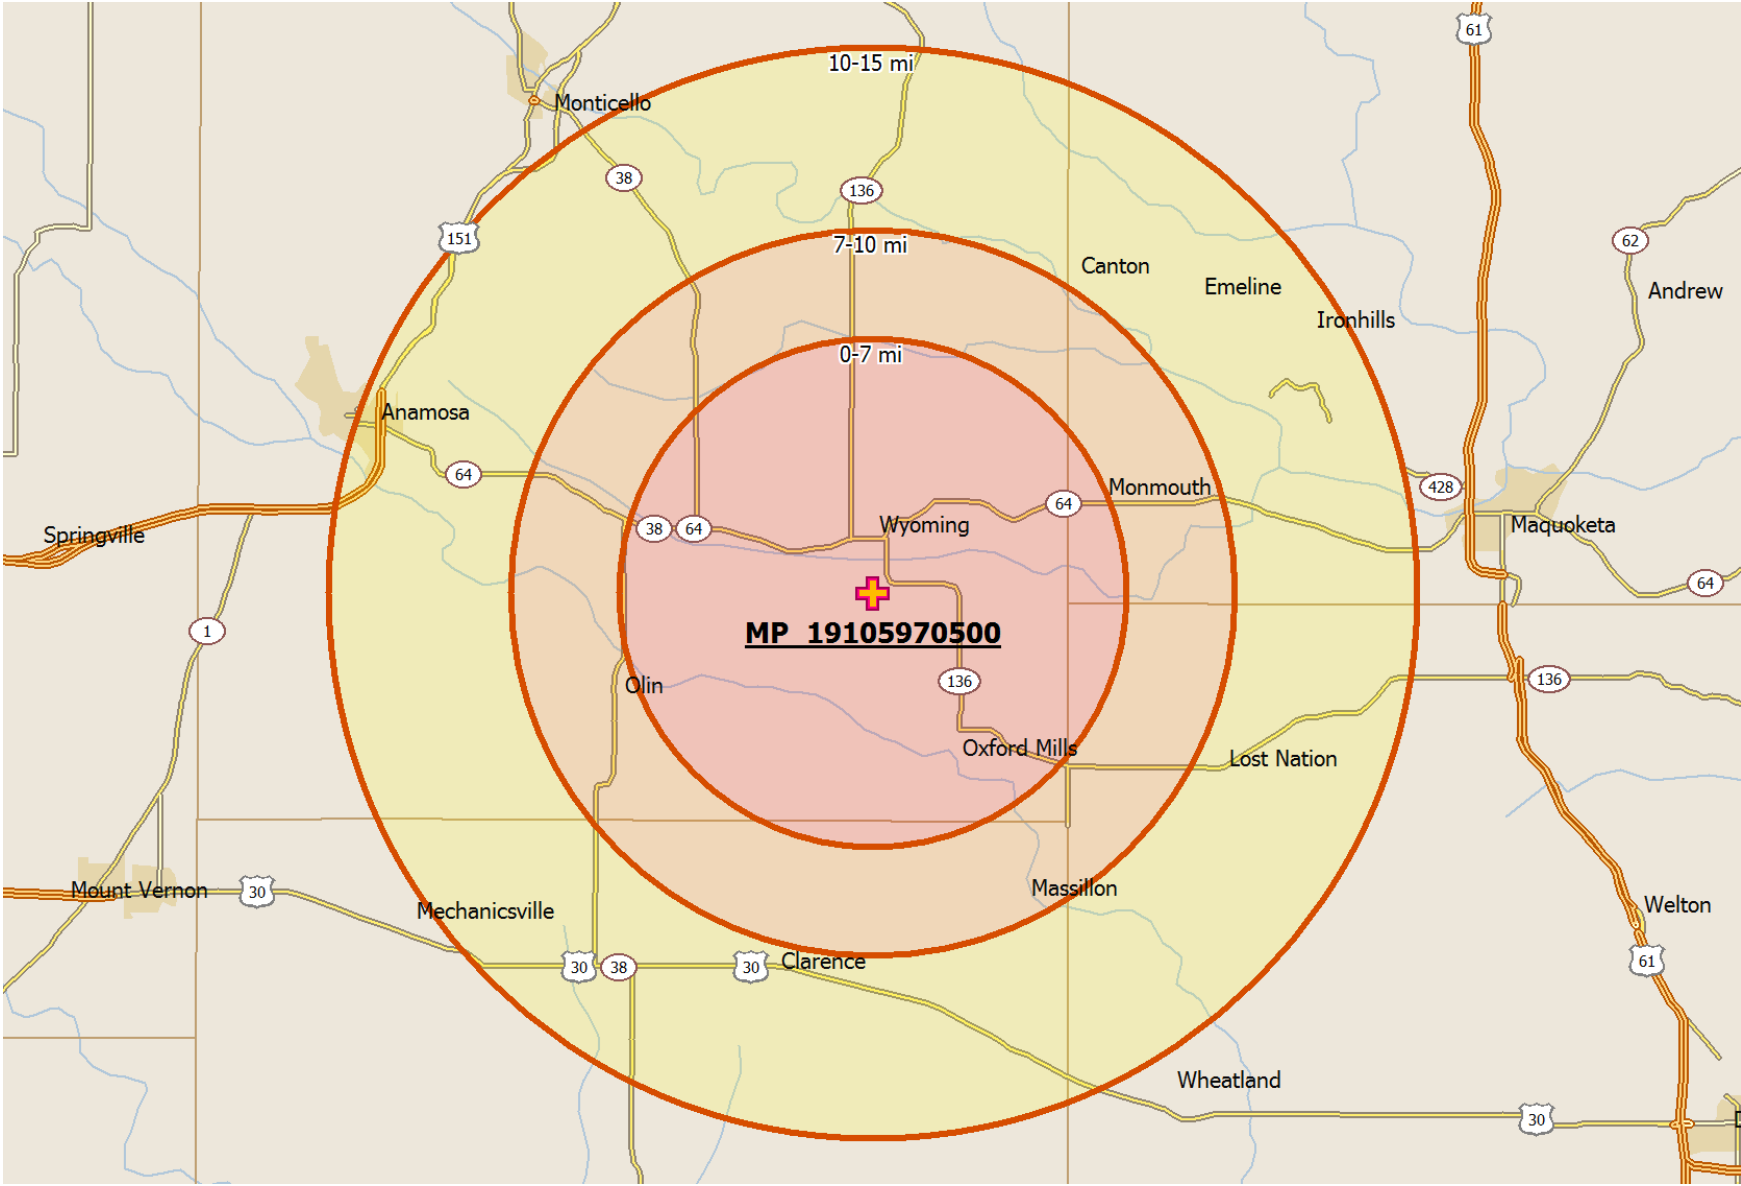 61
10-15 mi
Monticello
38
136
151
62
7-10 mi
Canton
Emeline
Andrew
Ironhills
0-7 mi
Anamosa
64
428
Monmouth
64
Springville
38
64
Wyoming
Maquoketa
64
1
MP 19105970500
136
136
Olin
Oxford Mills
Lost Nation
Mount Vernon
30
Massillon
Mechanicsville
Welton
30
38
30
Clarence
61
Wheatland
30